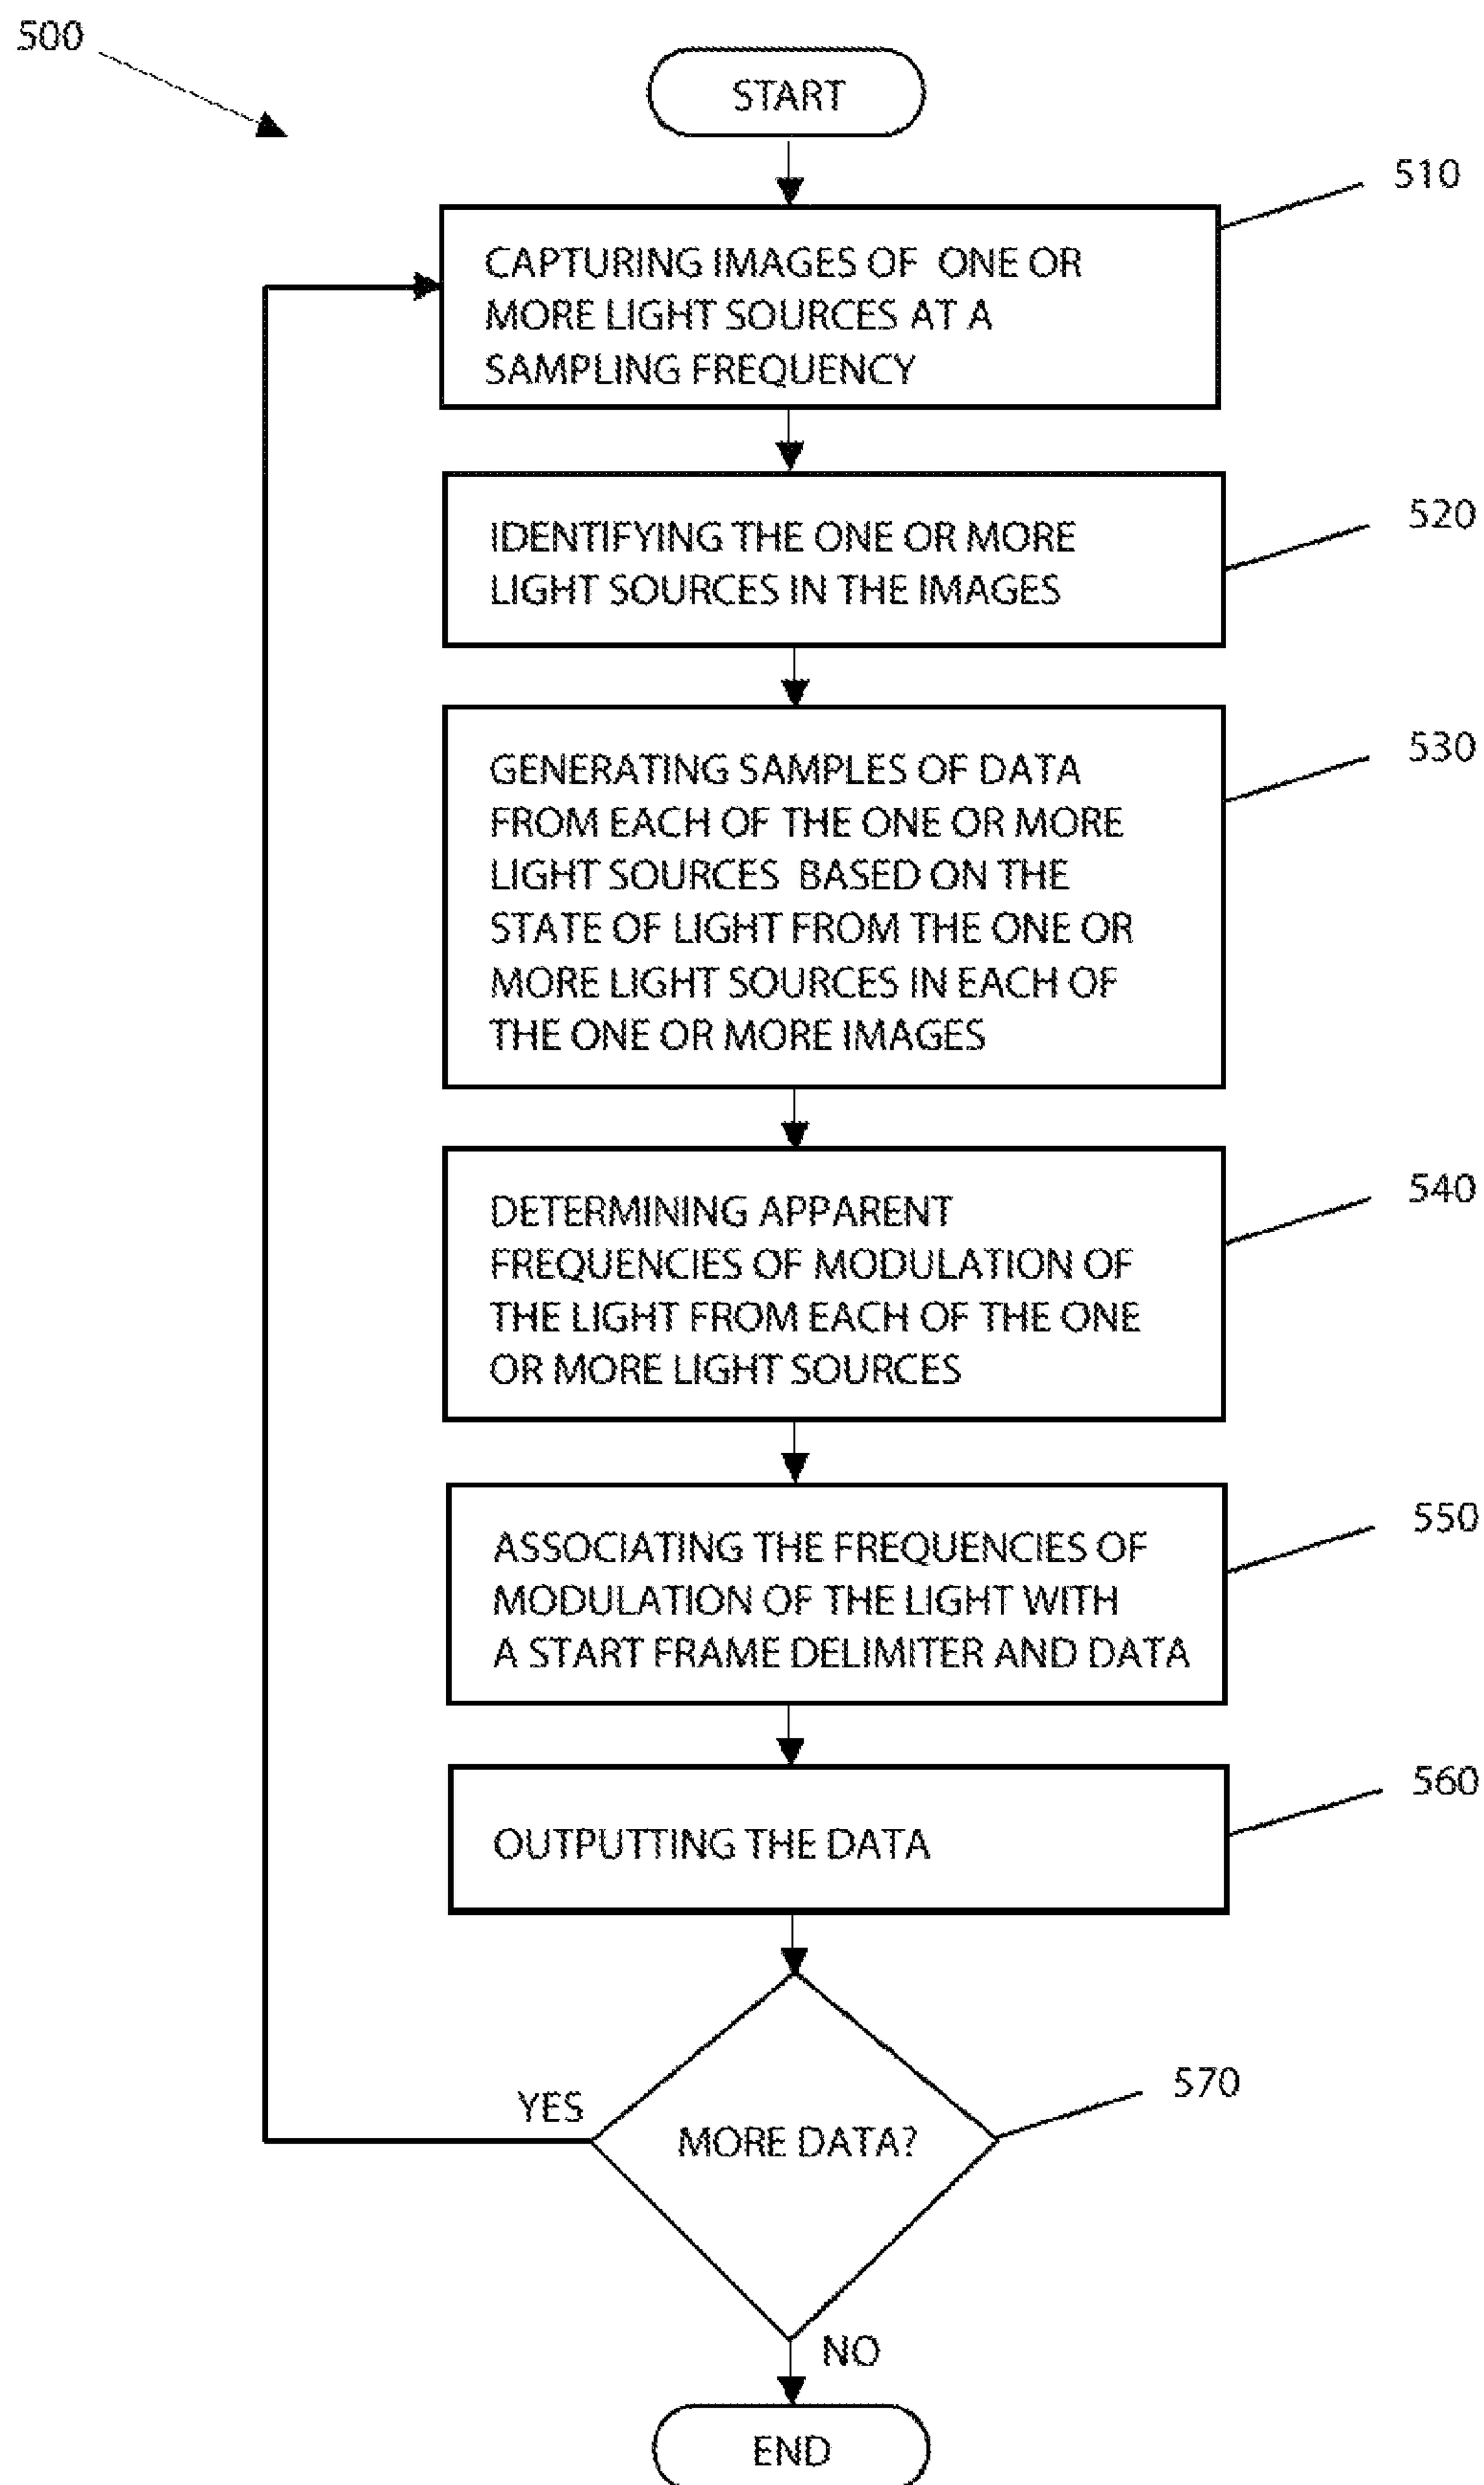 500
START
510
CAPTURING IMAGES OF ONE OR
MORE LIGHT SOURCES AT A
SAMPLING FREQUENCY
520
IDENTIFYING THE ONE OR MORE
LIGHT SOURCES IN THE IMAGES
530
GENERATING SAMPLES OF DATA
FROM EACH OF THE ONE OR MORE
LIGHT SOURCES BASED ON THE
STATE OF LIGHT FROM THE ONE OR
MORE LIGHT SOURCES IN EACH OF
THE ONE OR MORE IMAGES
540
DETERMINING APPARENT
FREQUENCIES OF MODULATION OF
THE LIGHT FROM EACH OF THE ONE
OR MORE LIGHT SOURCES
550
ASSOCIATING THE FREQUENCIES OF
MODULATION OF THE LIGHT WITH
A START FRAME DELIMITER AND DATA
560
OUTPUTTING THE DATA
570
YES
MORE DATA?
NO
END